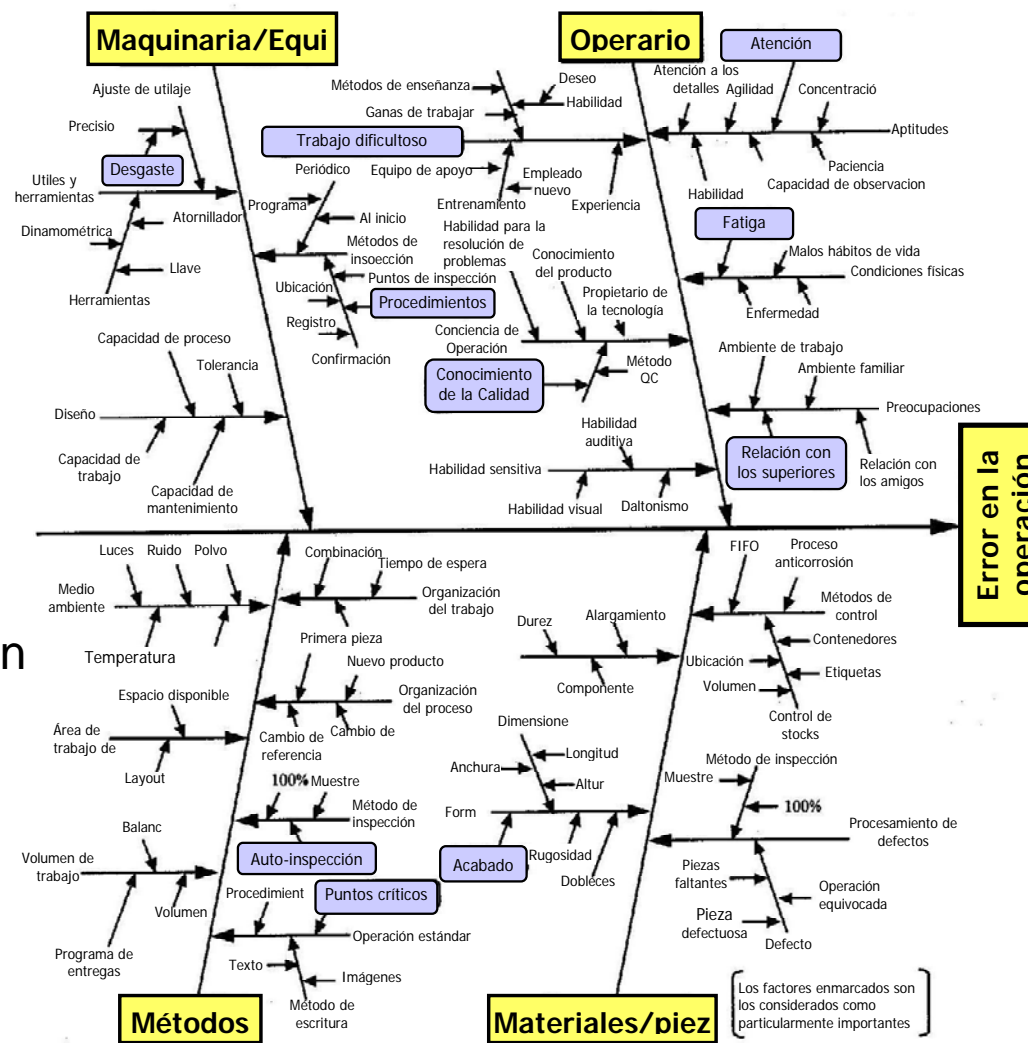 Maquinaria/Equi
Operario
Atención
Ajuste de utilaje
Precisio
Desgaste
Utiles y
herramientas
Atornillador
Dinamométrica
Llave
Herramientas
Métodos de enseñanza
Deseo
Ganas de trabajar
Habilidad
Trabajo dificultoso
Equipo de apoyo
Empleado
nuevo
Entrenamiento
Experiencia
Atención a los
detalles
Agilidad
Concentració
Aptitudes
Paciencia
Capacidad de observacion
Habilidad
Periódico
Programa
Al inicio
Métodos de
insoección
Puntos de inspección
Ubicación
Procedimientos
Registro
Confirmación
Habilidad para la
resolución de
problemas
Conocimiento
del producto
Propietario de
la tecnología
Conciencia de
Operación
Método
QC
Conocimiento
de la Calidad
Fatiga
Malos hábitos de vida
Condiciones físicas
Enfermedad
Capacidad de proceso
Tolerancia
Diseño
Capacidad de
trabajo
Capacidad de
mantenimiento
Ambiente de trabajo
Ambiente familiar
Preocupaciones
Relación con
los superiores
Relación con
los amigos
Habilidad
auditiva
Habilidad sensitiva
Habilidad visual
Daltonismo
Error en la
operación
Luces
Ruido
Polvo
Medio
ambiente
Temperatura
n
Combinación
Tiempo de espera
Organización
del trabajo
Primera pieza
Nuevo producto
Organización
del proceso
Cambio de
referencia
Cambio de
Espacio disponible
Área de
trabajo de
Layout
100%
Muestre
Método de
inspección
Auto-inspección
Balanc
Volumen de
trabajo
Volumen
Programa de
entregas
Procedimient
Puntos críticos
Operación estándar
Texto
Imágenes
Método de
escritura
Métodos
FIFO
Proceso
anticorrosión
Métodos de
control
Contenedores
Ubicación
Etiquetas
Volumen
Control de
stocks
Durez
Alargamiento
Componente
Dimensione
Longitud
Anchura
Altur
Form
Acabado
Rugosidad
Dobleces
Método de inspección
Muestre
100%
Procesamiento de
defectos
Piezas
faltantes
Operación
equivocada
Pieza
defectuosa
Defecto
Materiales/piez
Los factores enmarcados son
los considerados como
particularmente importantes